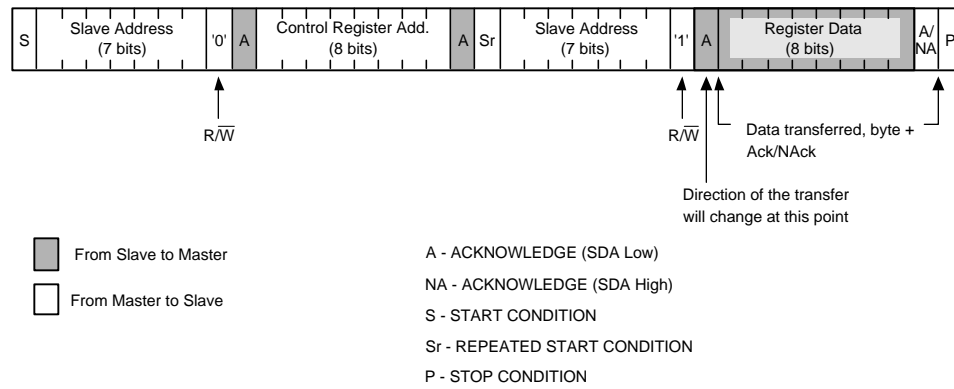 S Slave Address (7 bits) '0' A Control Register Add. (8 bits) A Sr Slave Address (7 bits) '1' A Register Data (8 bits) A/NA P
R/W̅ R/W̅ Data transferred, byte +
Ack/NAck
Direction of the transfer
will change at this point
From Slave to Master
From Master to Slave
A - ACKNOWLEDGE (SDA Low)
NA - ACKNOWLEDGE (SDA High)
S - START CONDITION
Sr - REPEATED START CONDITION
P - STOP CONDITION